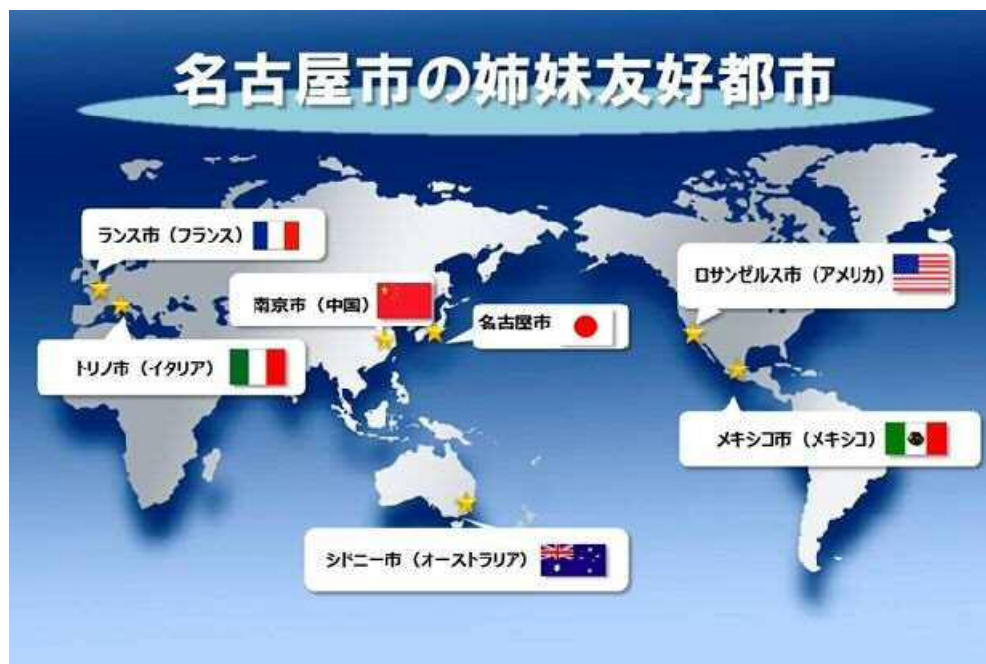 名古屋市の姉妹友好都市
ランス市（フランス）
ロサンゼルス市（アメリカ）
南京市（中国）
名古屋市
トリノ市（イタリア）
メキシコ市（メキシコ）
シドニー市（オーストラリア）